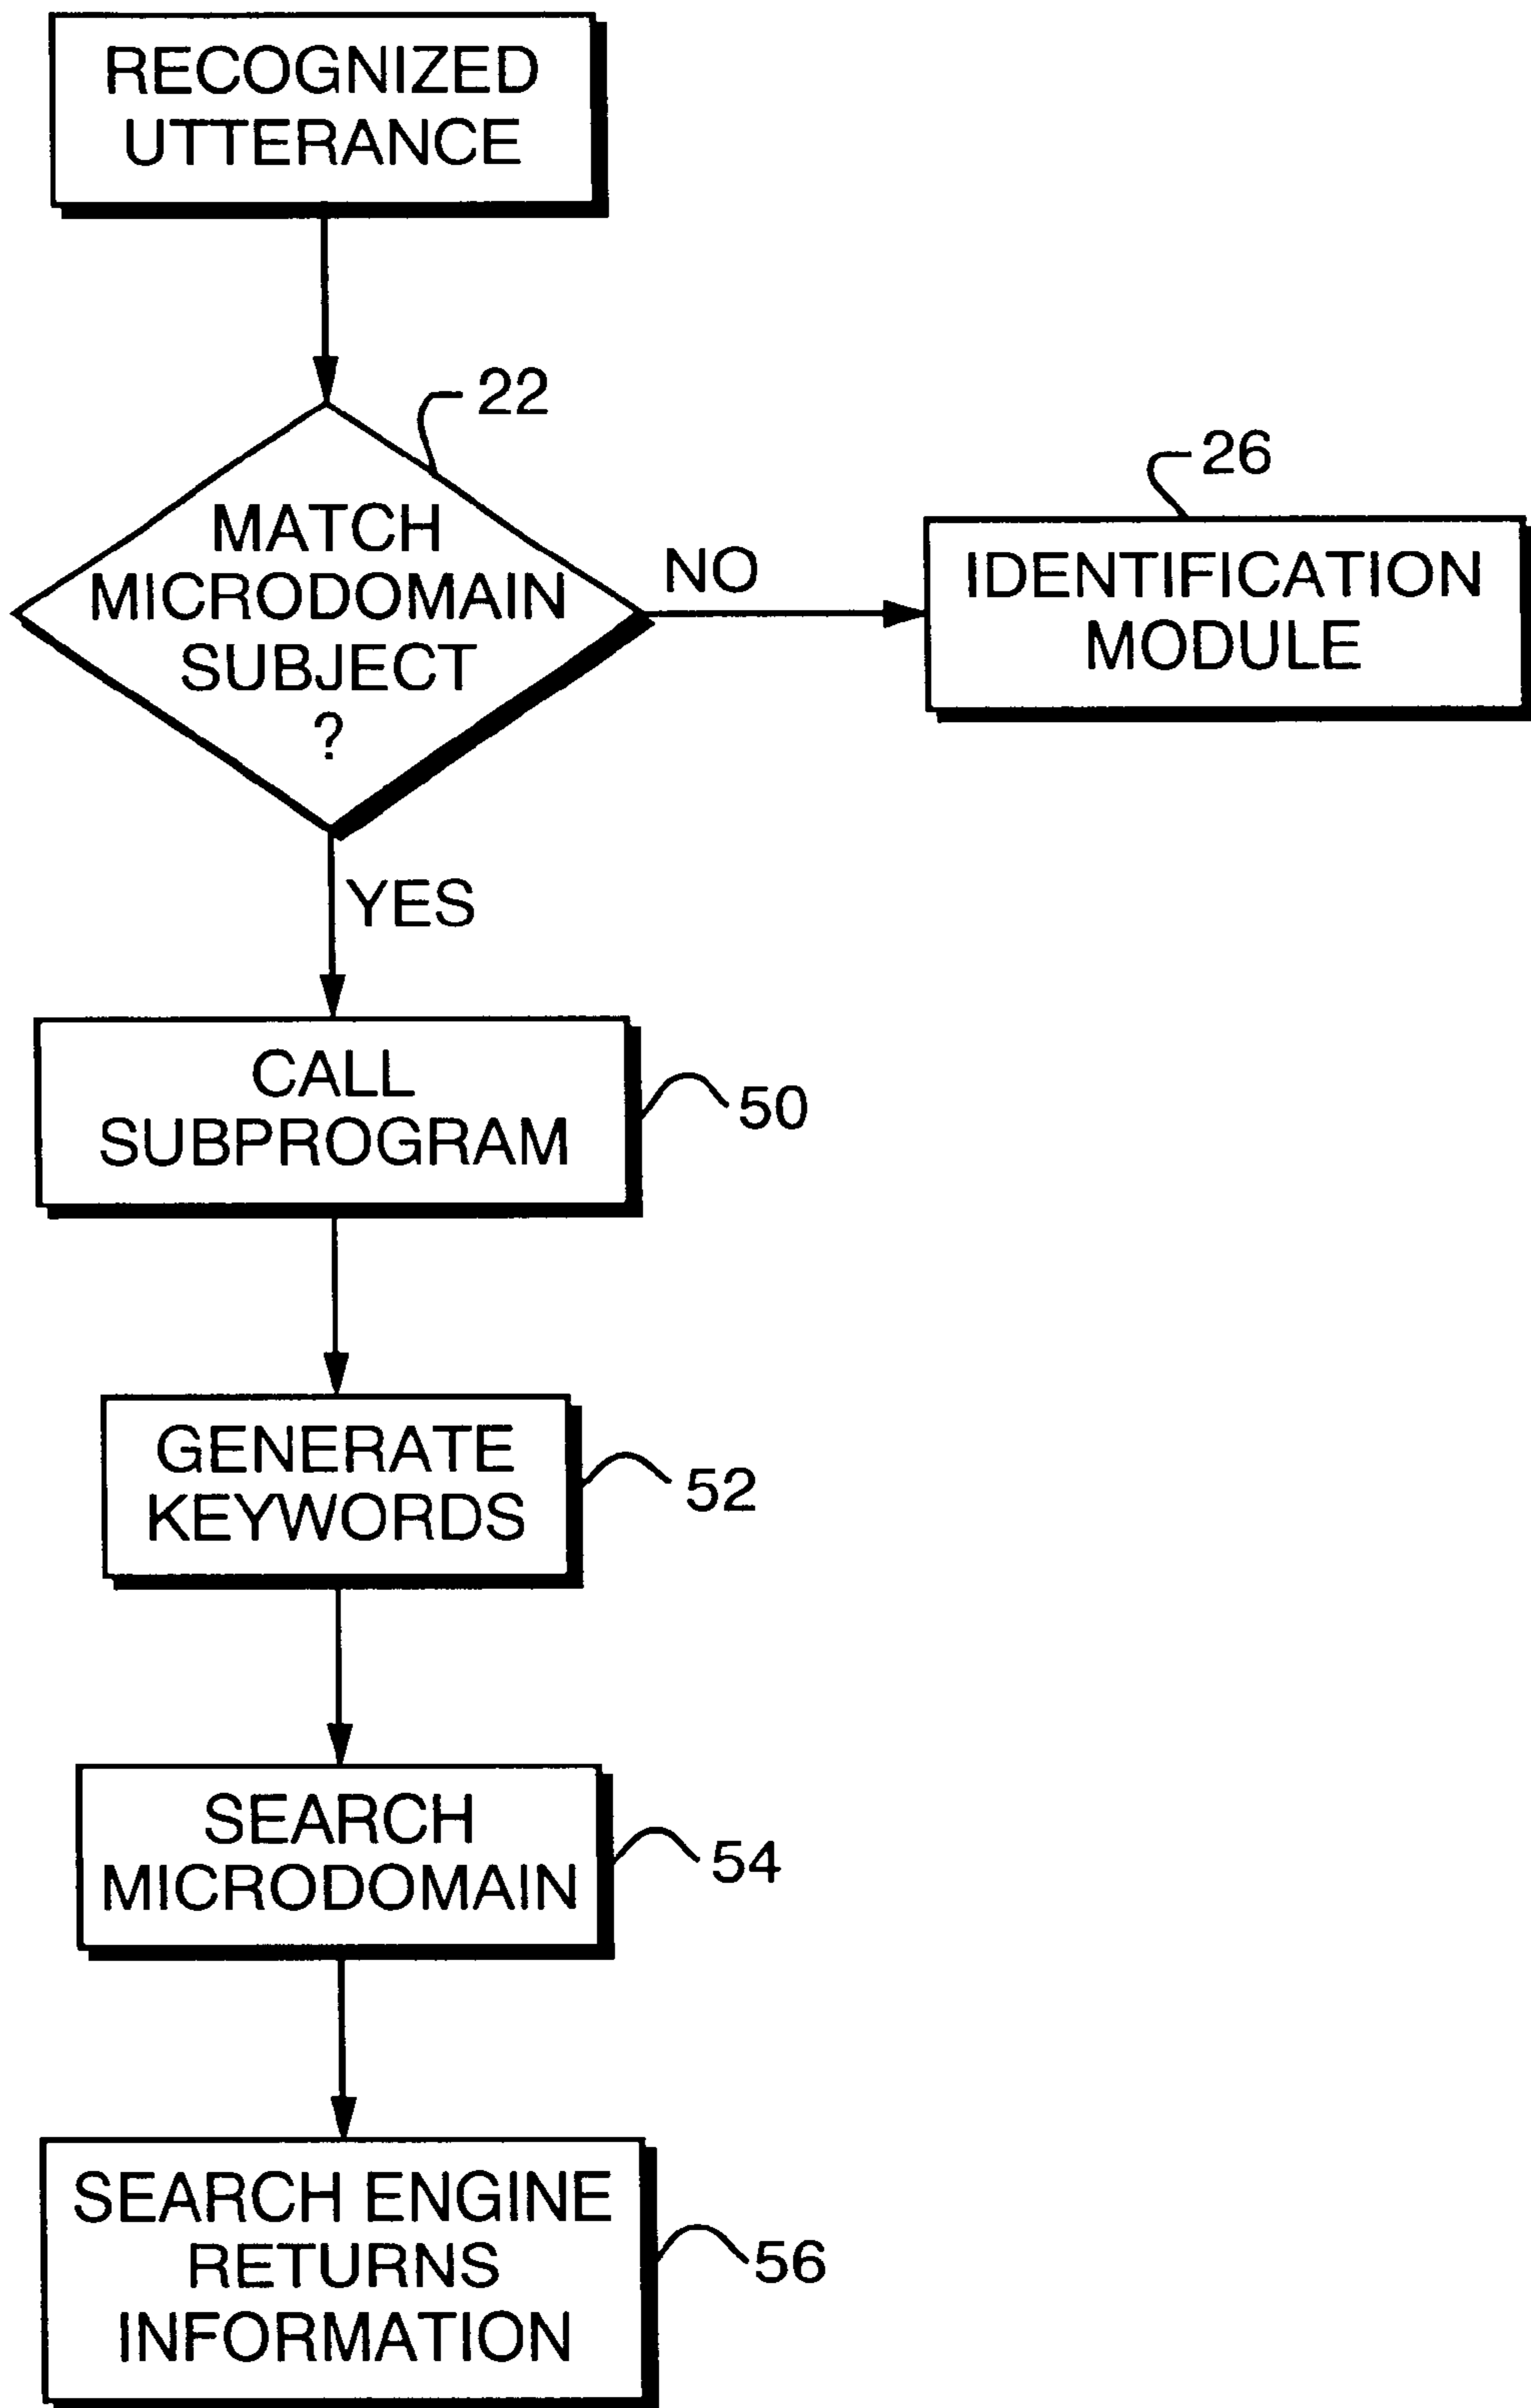 RECOGNIZED
UTTERANCE
22
MATCH
MICRODOMAIN
SUBJECT
?
NO
26
IDENTIFICATION
MODULE
YES
CALL
SUBPROGRAM
50
GENERATE
KEYWORDS
52
SEARCH
MICRODOMAIN
54
SEARCH ENGINE
RETURNS
INFORMATION
56